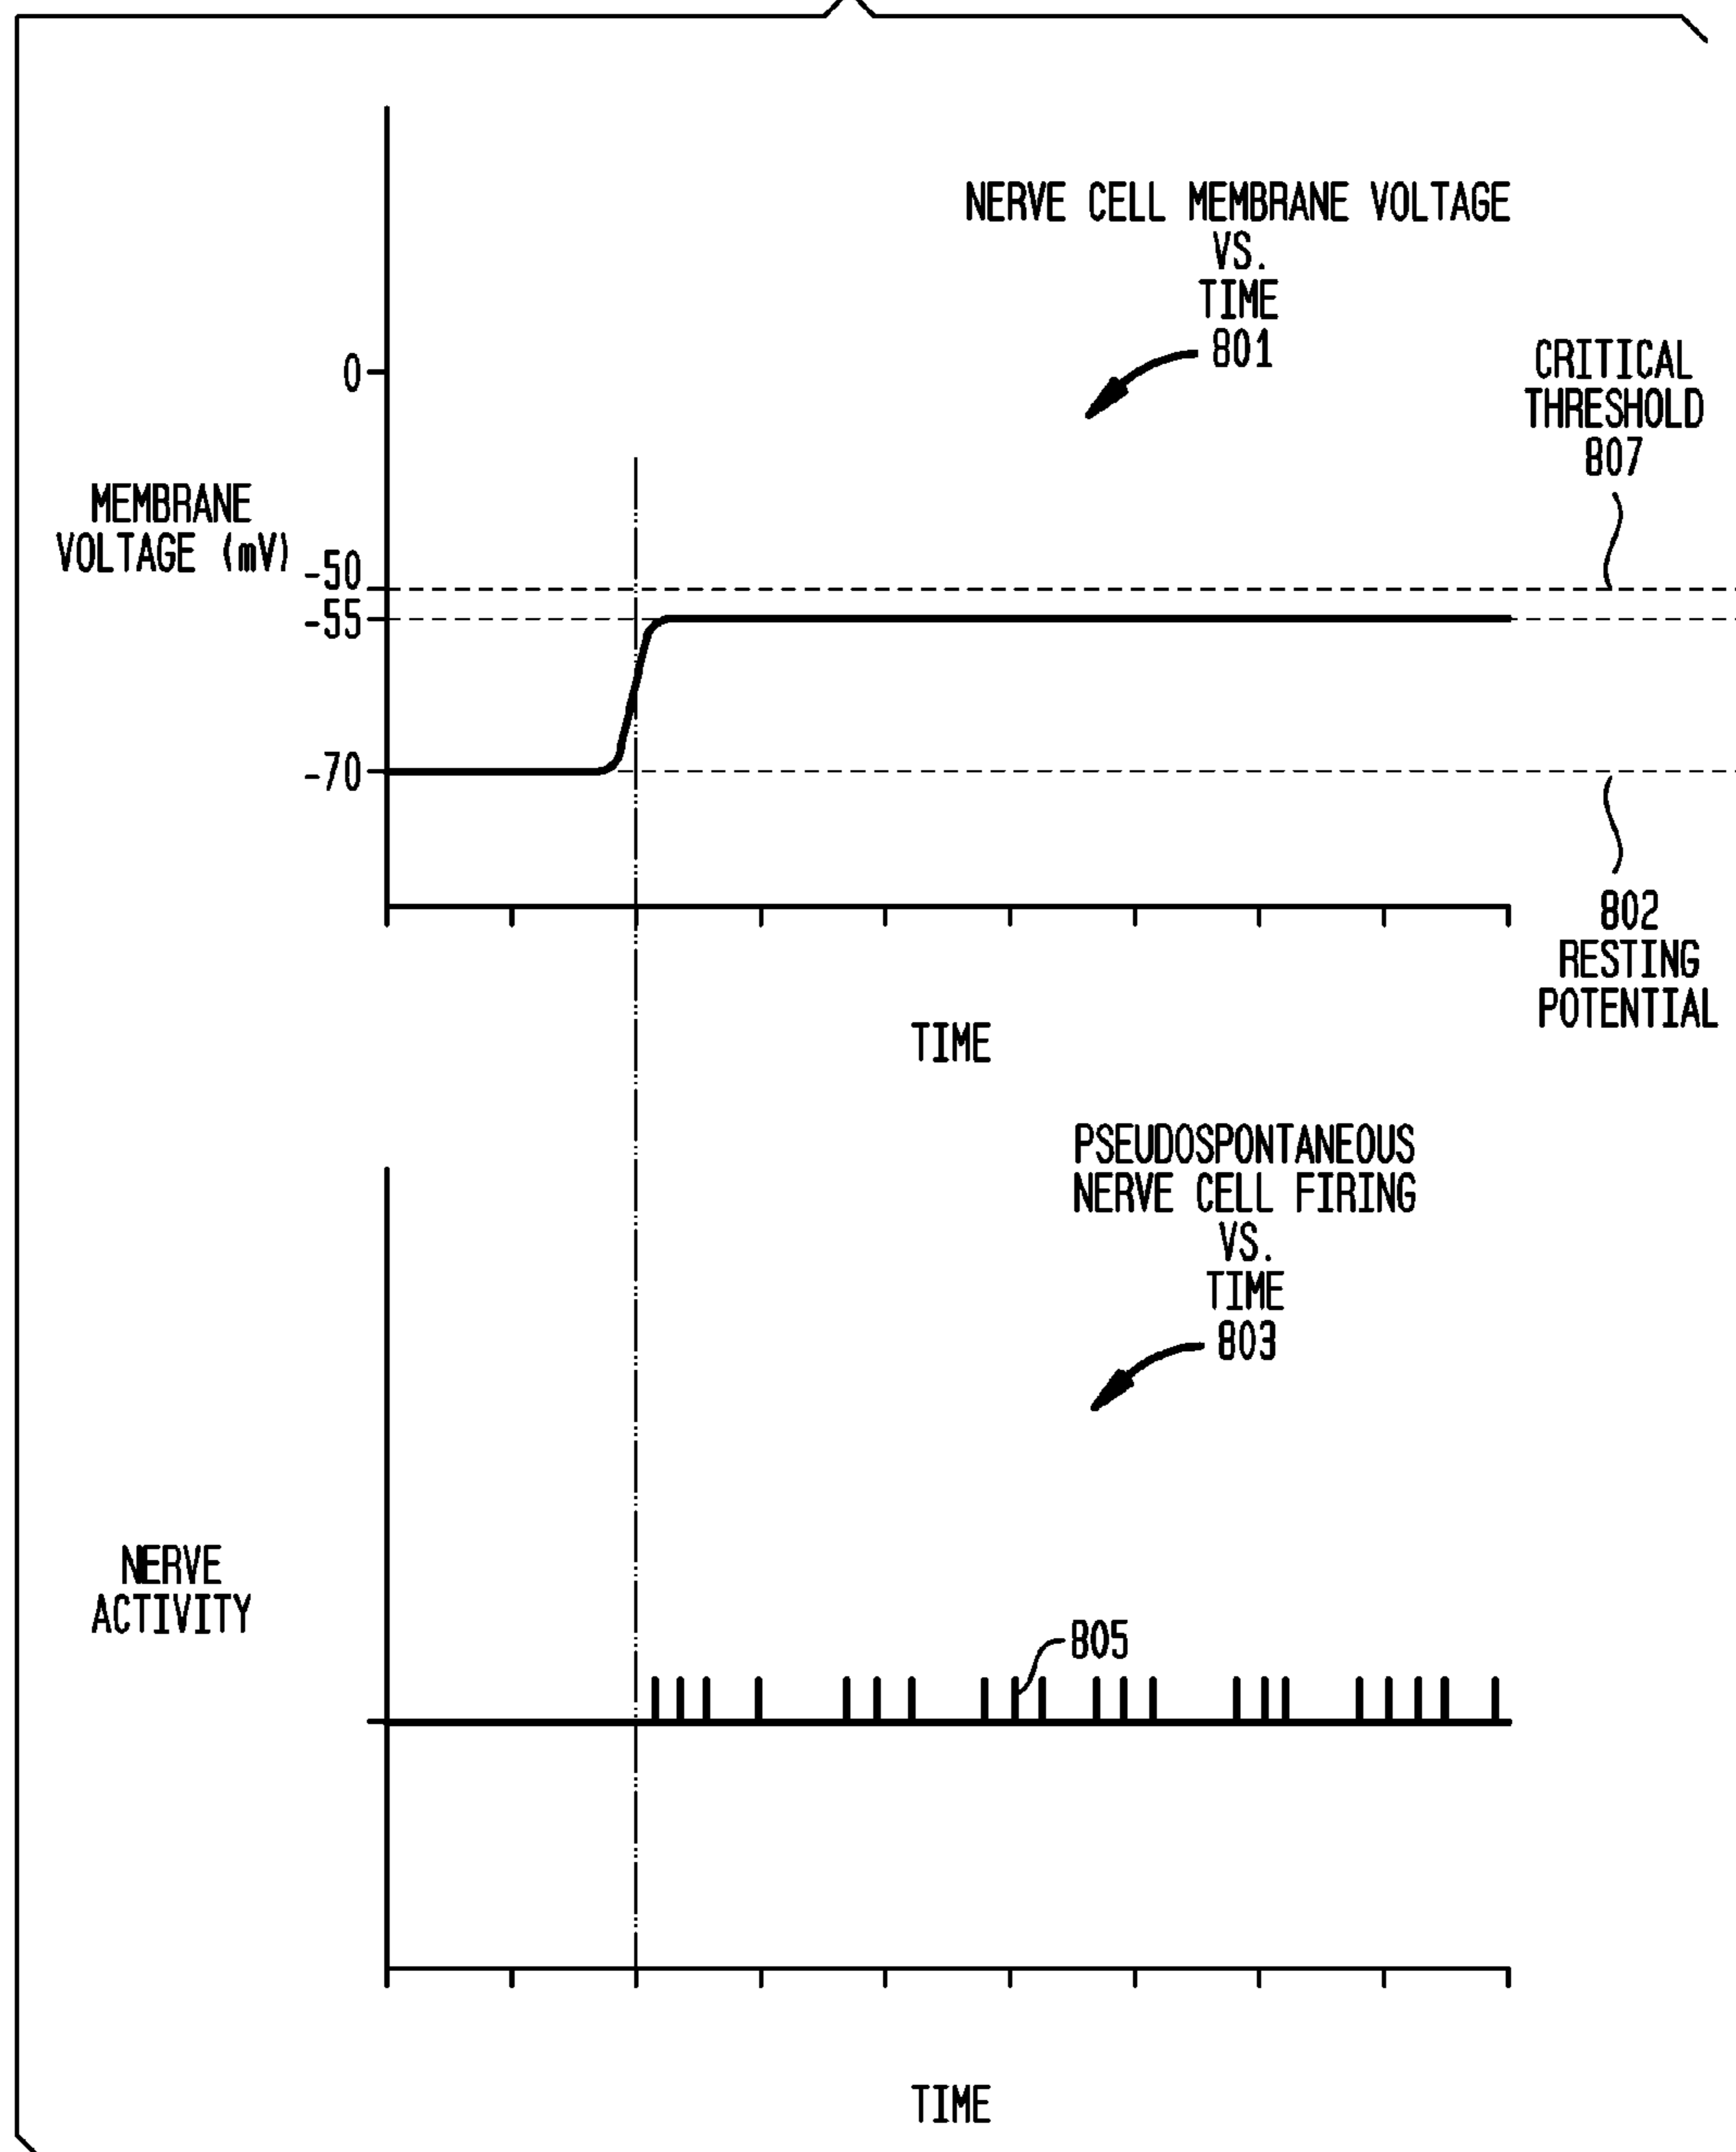 NERVE CELL MEMBRANE VOLTAGE
VS.
TIME
801
CRITICAL
THRESHOLD
807
0
MEMBRANE
VOLTAGE (mV)
-50
-55
-70
802
RESTING
POTENTIAL
TIME
PSEUDOSPONTANEOUS
NERVE CELL FIRING
VS.
TIME
803
NERVE
ACTIVITY
805
TIME